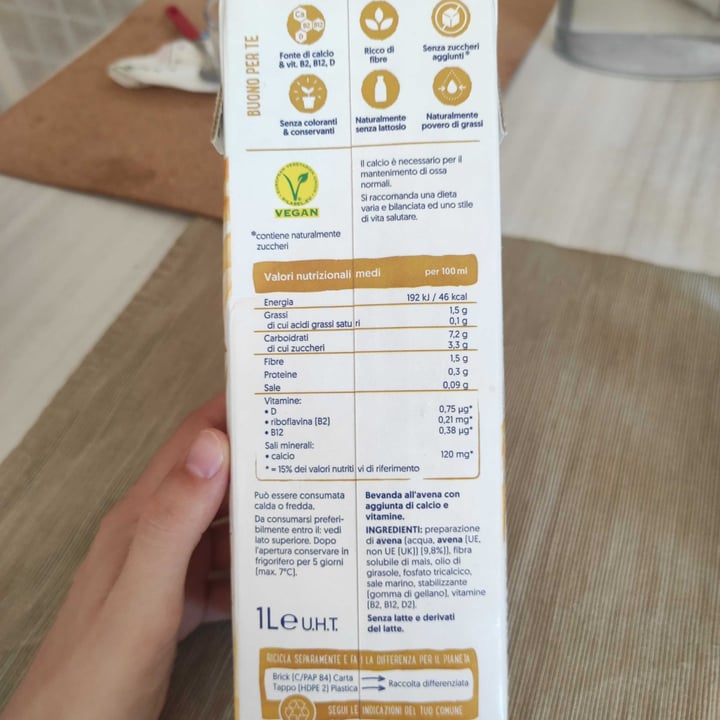 BUONO PER TE
Ca
B2 B12
D
Fonte di calcio
& vit. B2, B12, D
Ricco di
fibre
Senza zuccheri
aggiunti*
Senza coloranti
& conservanti
Naturalmente
senza lattosio
Naturalmente
povero di grassi
VEGAN
*contiene naturalmente
zuccheri
Il calcio è necessario per il
mantenimento di ossa
normali.
Si raccomanda una dieta
varia e bilanciata ed uno stile
di vita salutare.
Valori nutrizionali medi per 100 ml
Energia 192 kJ / 46 kcal
Grassi 1,5 g
di cui acidi grassi saturi 0,1 g
Carboidrati 7,2 g
di cui zuccheri 3,3 g
Fibre 1,5 g
Proteine 0,3 g
Sale 0,09 g
Vitamine:
• D 0,75 µg*
• riboflavina (B2) 0,21 mg*
• B12 0,38 µg*
Sali minerali:
• calcio 120 mg*
* = 15% dei valori nutritivi di riferimento
Può essere consumata
calda o fredda.
Da consumarsi preferi-
bilmente entro il: vedi
lato superiore. Dopo
l'apertura conservare in
frigorifero per 5 giorni
(max. 7°C).
1L e U.H.T.
Bevanda all'avena con
aggiunta di calcio e
vitamine.
INGREDIENTI: preparazione
di avena (acqua, avena (UE,
non UE (UK)) (9,8%)), fibra
solubile di mais, olio di
girasole, fosfato tricalcico,
sale marino, stabilizzante
(gomma di gellano), vitamine
(B2, B12, D2).
Senza latte e derivati
del latte.
RICICLA SEPARAMENTE E FAI LA DIFFERENZA PER IL PIANETA
Brick (C/PAP 84) Carta
Tappo (HDPE 2) Plastica
Raccolta differenziata
SEGUI LE INDICAZIONI DEL TUO COMUNE